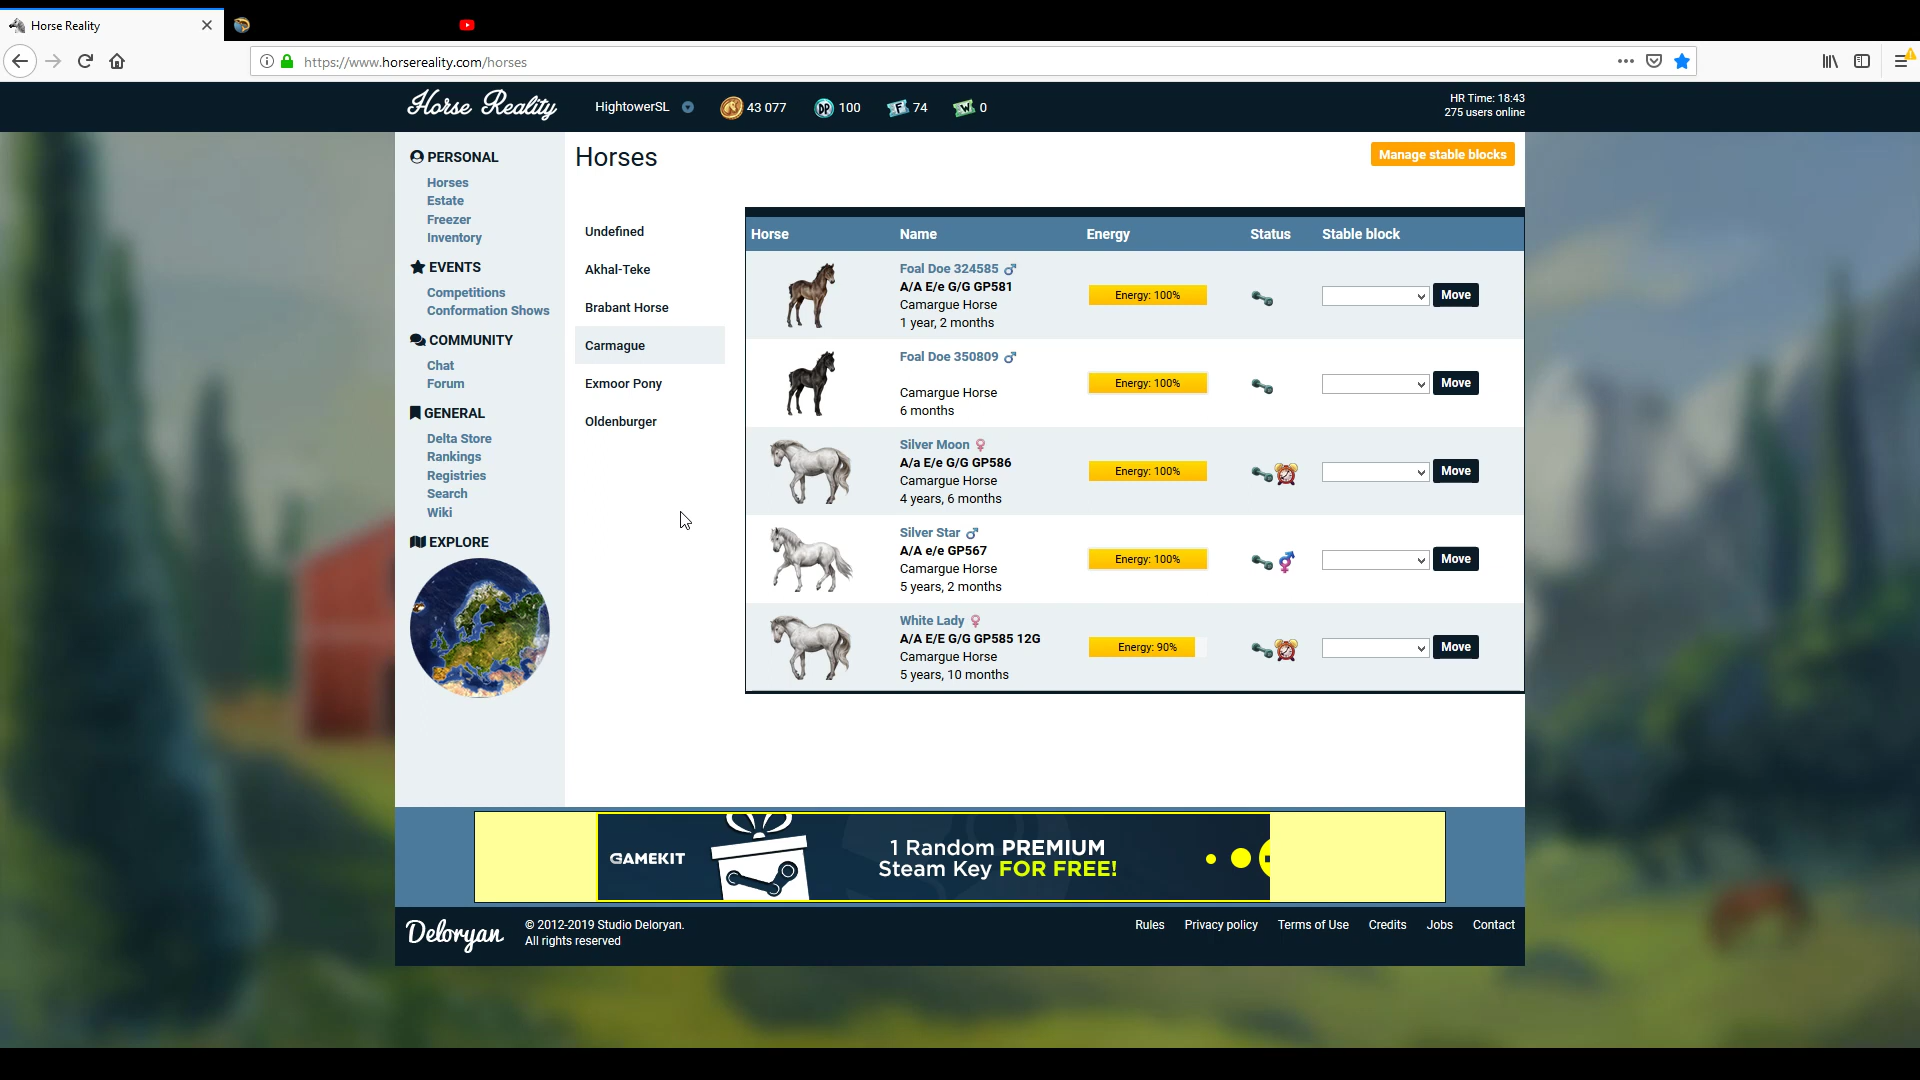 Horse Reality
https://www.horsereality.com/horses
Horse Reality
HightowerSL
43 077
DP
100
F
74
W
0
HR Time: 18:43
275 users online
PERSONAL
Horses
Estate
Freezer
Inventory
EVENTS
Competitions
Conformation Shows
COMMUNITY
Chat
Forum
GENERAL
Delta Store
Rankings
Registries
Search
Wiki
EXPLORE
Horses
Manage stable blocks
Undefined
Akhal-Teke
Brabant Horse
Carmague
Exmoor Pony
Oldenburger
Horse Name Energy Status Stable block
Foal Doe 324585 ♂
A/A E/e G/G GP581
Camargue Horse
1 year, 2 months
Energy: 100%
Move
Foal Doe 350809 ♂
Camargue Horse
6 months
Energy: 100%
Move
Silver Moon ♀
A/a E/e G/G GP586
Camargue Horse
4 years, 6 months
Energy: 100%
Move
Silver Star ♂
A/A e/e GP567
Camargue Horse
5 years, 2 months
Energy: 100%
Move
White Lady ♀
A/A E/E G/G GP585 12G
Camargue Horse
5 years, 10 months
Energy: 90%
Move
GAMEKIT
1 Random PREMIUM
Steam Key FOR FREE!
Deloryan
© 2012-2019 Studio Deloryan.
All rights reserved
Rules Privacy policy Terms of Use Credits Jobs Contact